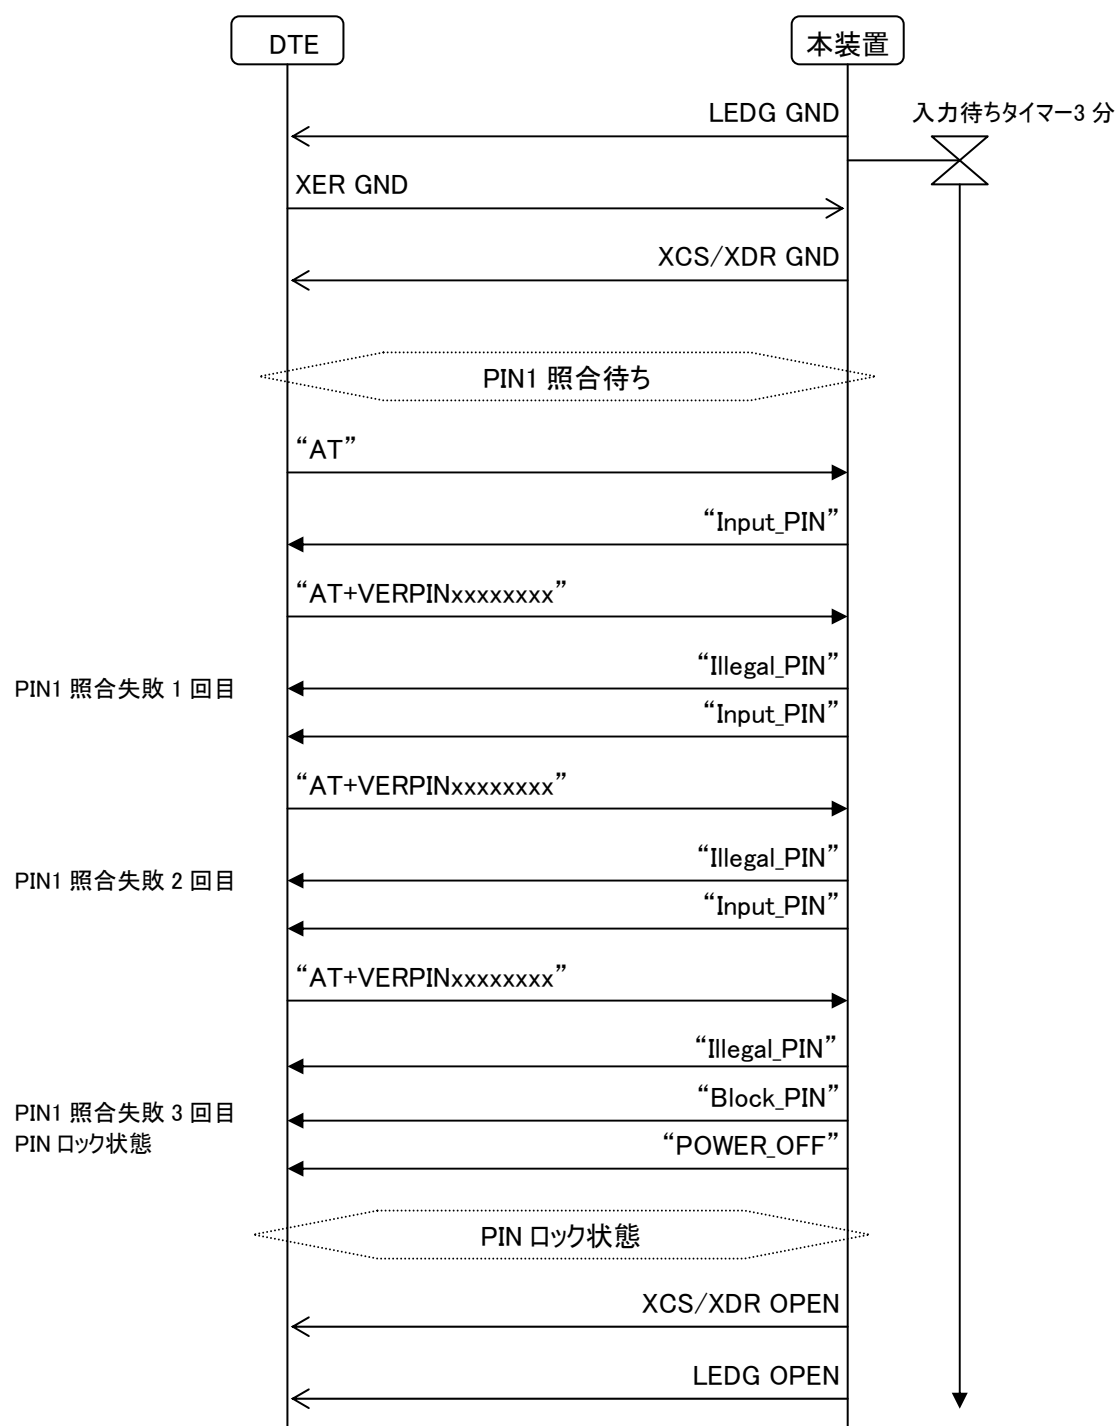 DTE
本装置
LEDG GND
入力待ちタイマー3 分
XER GND
XCS/XDR GND
PIN1 照合待ち
“AT”
“Input_PIN”
“AT+VERPINxxxxxxxx”
“Illegal_PIN”
PIN1 照合失敗 1 回目
“Input_PIN”
“AT+VERPINxxxxxxxx”
“Illegal_PIN”
PIN1 照合失敗 2 回目
“Input_PIN”
“AT+VERPINxxxxxxxx”
“Illegal_PIN”
“Block_PIN”
PIN1 照合失敗 3 回目
PIN ロック状態
“POWER_OFF”
PIN ロック状態
XCS/XDR OPEN
LEDG OPEN